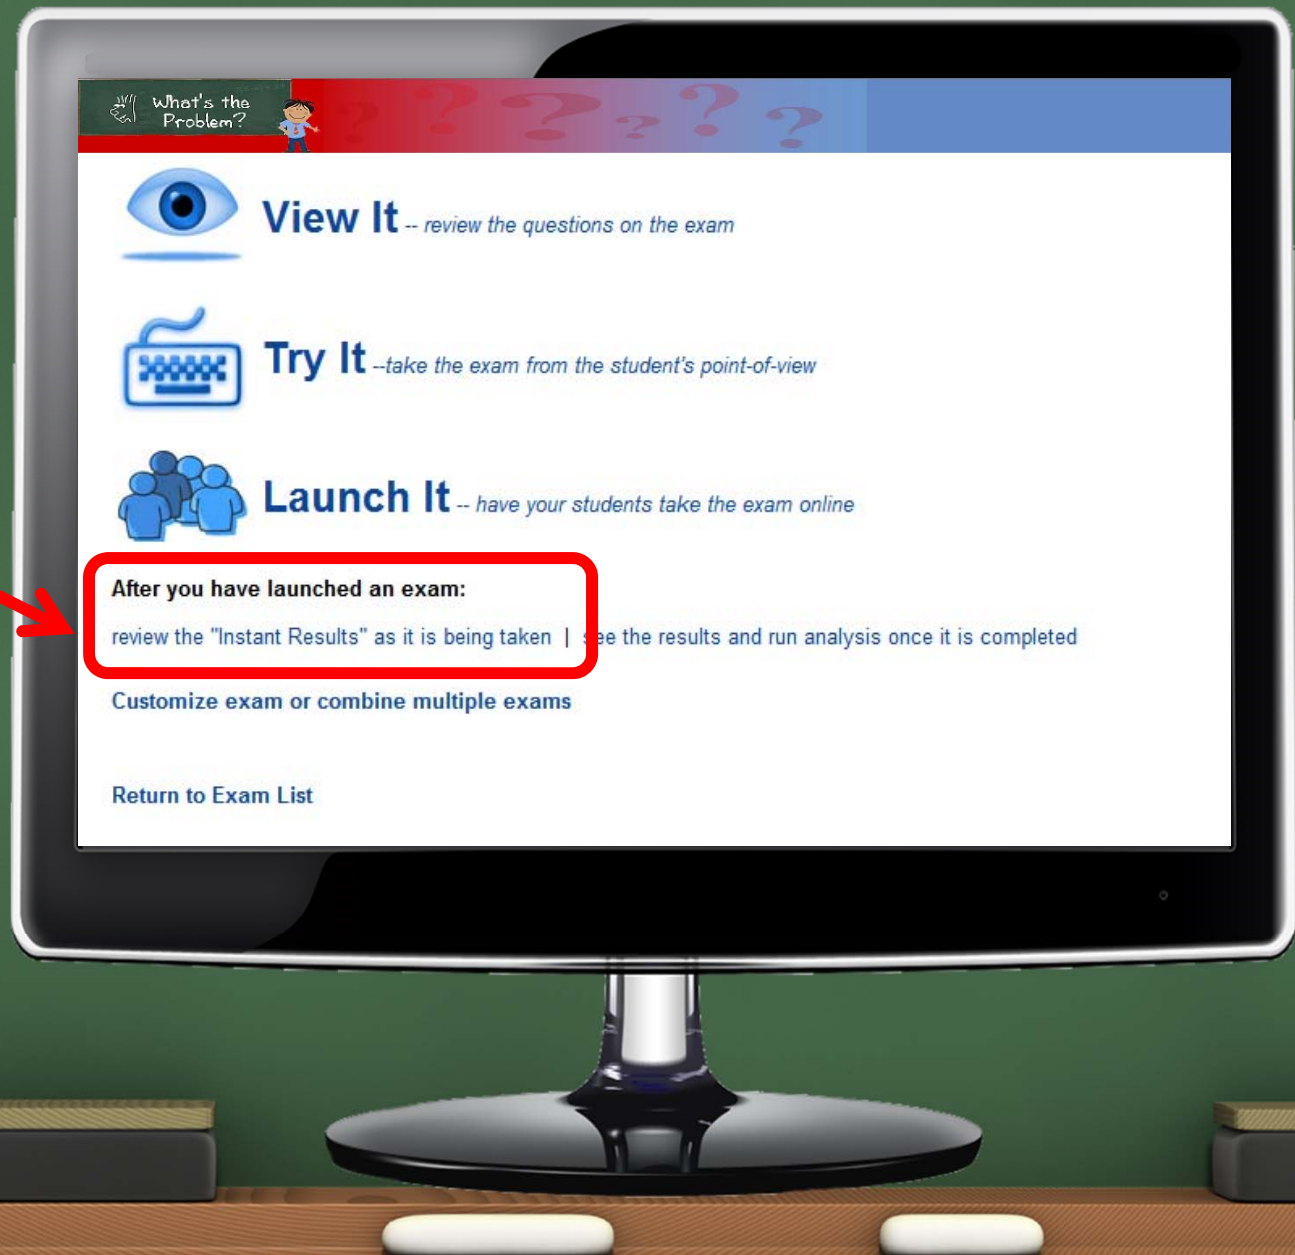 What's the
Problem?
View It -- review the questions on the exam
Try It --take the exam from the student's point-of-view
Launch It -- have your students take the exam online
After you have launched an exam:
review the "Instant Results" as it is being taken | see the results and run analysis once it is completed
Customize exam or combine multiple exams
Return to Exam List